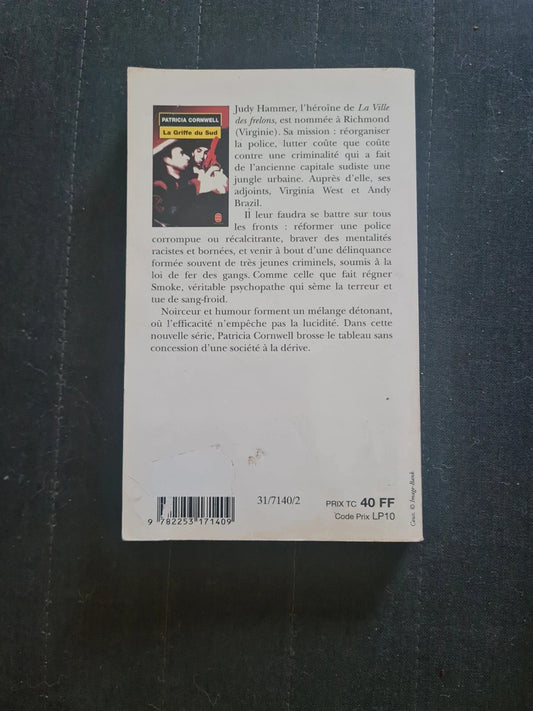 PATRICIA CORNWELL
La Griffe du Sud
Judy Hammer, l'héroïne de La Ville
des frelons, est nommée à Richmond
(Virginie). Sa mission : réorganiser
la police, lutter coûte que coûte
contre une criminalité qui a fait
de l'ancienne capitale sudiste une
jungle urbaine. Auprès d'elle, ses
adjoints, Virginia West et Andy
Brazil.
Il leur faudra se battre sur tous
les fronts : réformer une police
corrompue ou récalcitrante, braver des mentalités
racistes et bornées, et venir à bout d'une délinquance
formée souvent de très jeunes criminels, soumis à la
loi de fer des gangs. Comme celle que fait régner
Smoke, véritable psychopathe qui sème la terreur et
tue de sang-froid.
Noirceur et humour forment un mélange détonant,
où l'efficacité n'empêche pas la lucidité. Dans cette
nouvelle série, Patricia Cornwell brosse le tableau sans
concession d'une société à la dérive.
9 782253 171409
31/7140/2
PRIX TC 40 FF
Code Prix LP10
Couv. © Image Bank